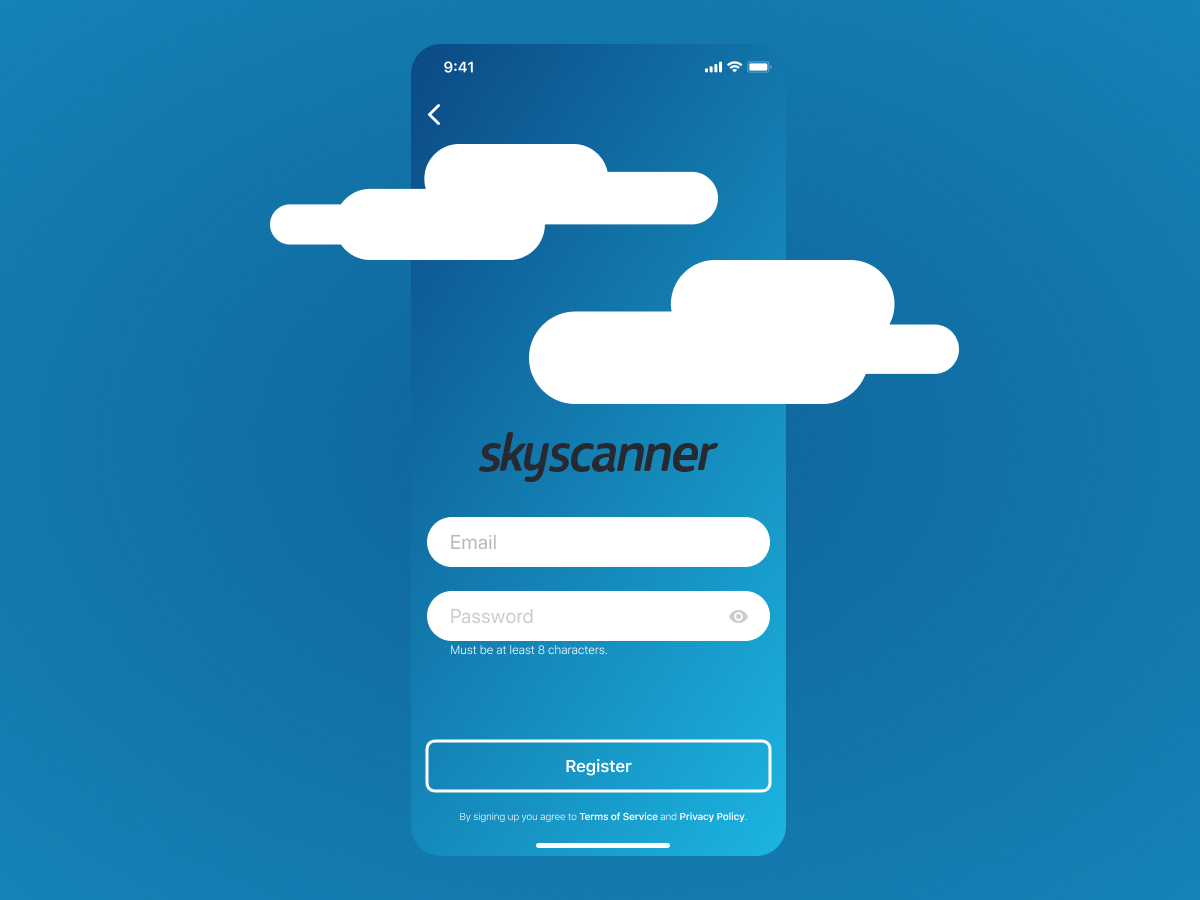 9:41
skyscanner
Email
Password
Must be at least 8 characters.
Register
By signing up you agree to Terms of Service and Privacy Policy.